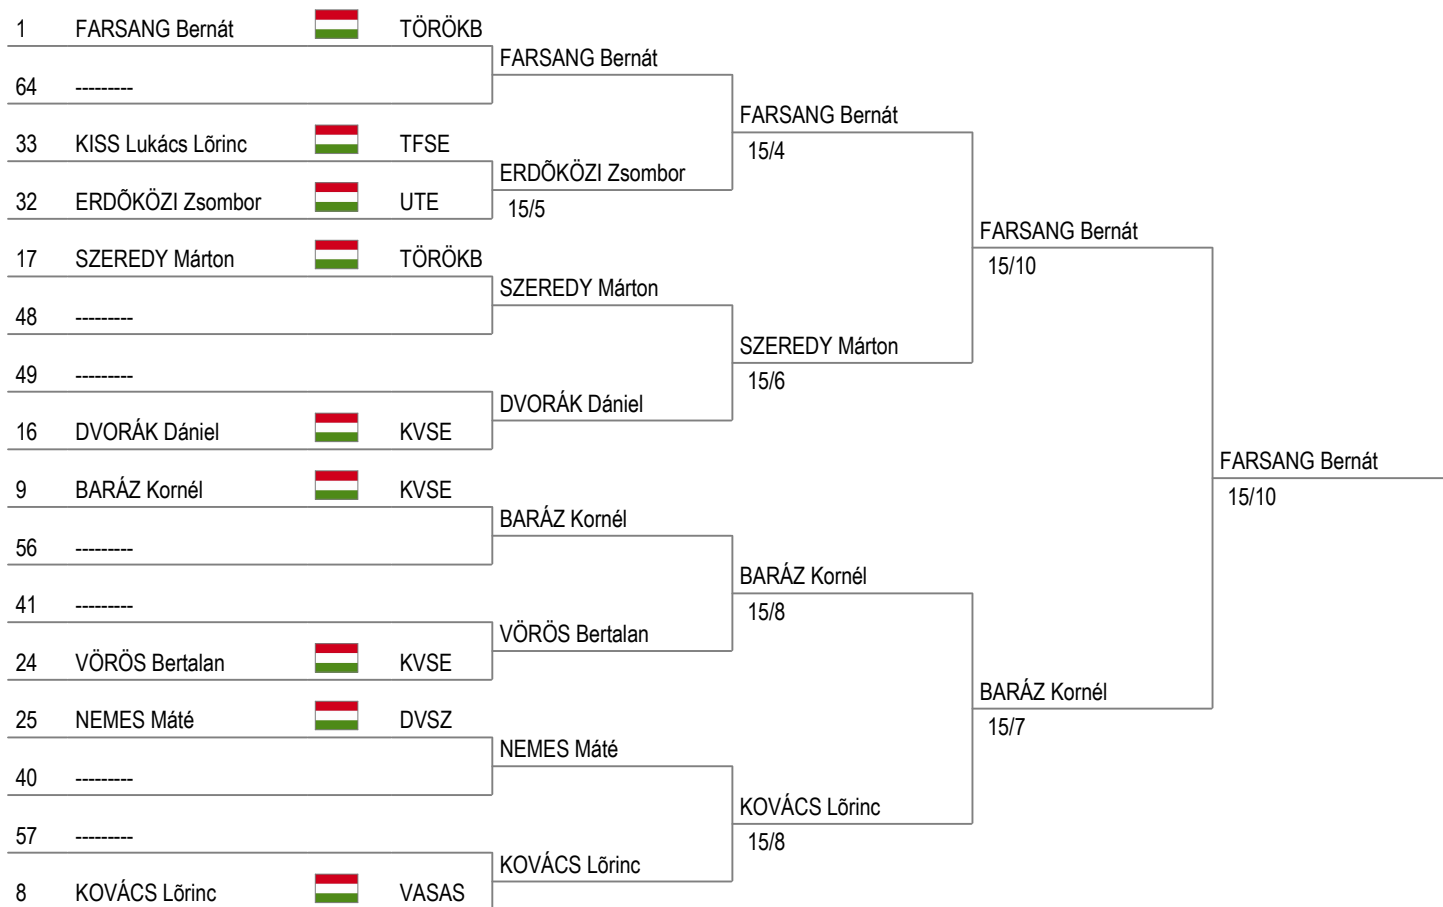 1 FARSANG Bernát TÖRÖKB
FARSANG Bernát
64 ---------
FARSANG Bernát
33 KISS Lukács Lõrinc TFSE
15/4
ERDÕKÖZI Zsombor
32 ERDÕKÖZI Zsombor UTE
15/5
FARSANG Bernát
17 SZEREDY Márton TÖRÖKB
15/10
SZEREDY Márton
48 ---------
SZEREDY Márton
49 ---------
15/6
DVORÁK Dániel
16 DVORÁK Dániel KVSE
FARSANG Bernát
9 BARÁZ Kornél KVSE
15/10
BARÁZ Kornél
56 ---------
BARÁZ Kornél
41 ---------
15/8
VÖRÖS Bertalan
24 VÖRÖS Bertalan KVSE
BARÁZ Kornél
25 NEMES Máté DVSZ
15/7
NEMES Máté
40 ---------
KOVÁCS Lõrinc
57 ---------
15/8
KOVÁCS Lõrinc
8 KOVÁCS Lõrinc VASAS